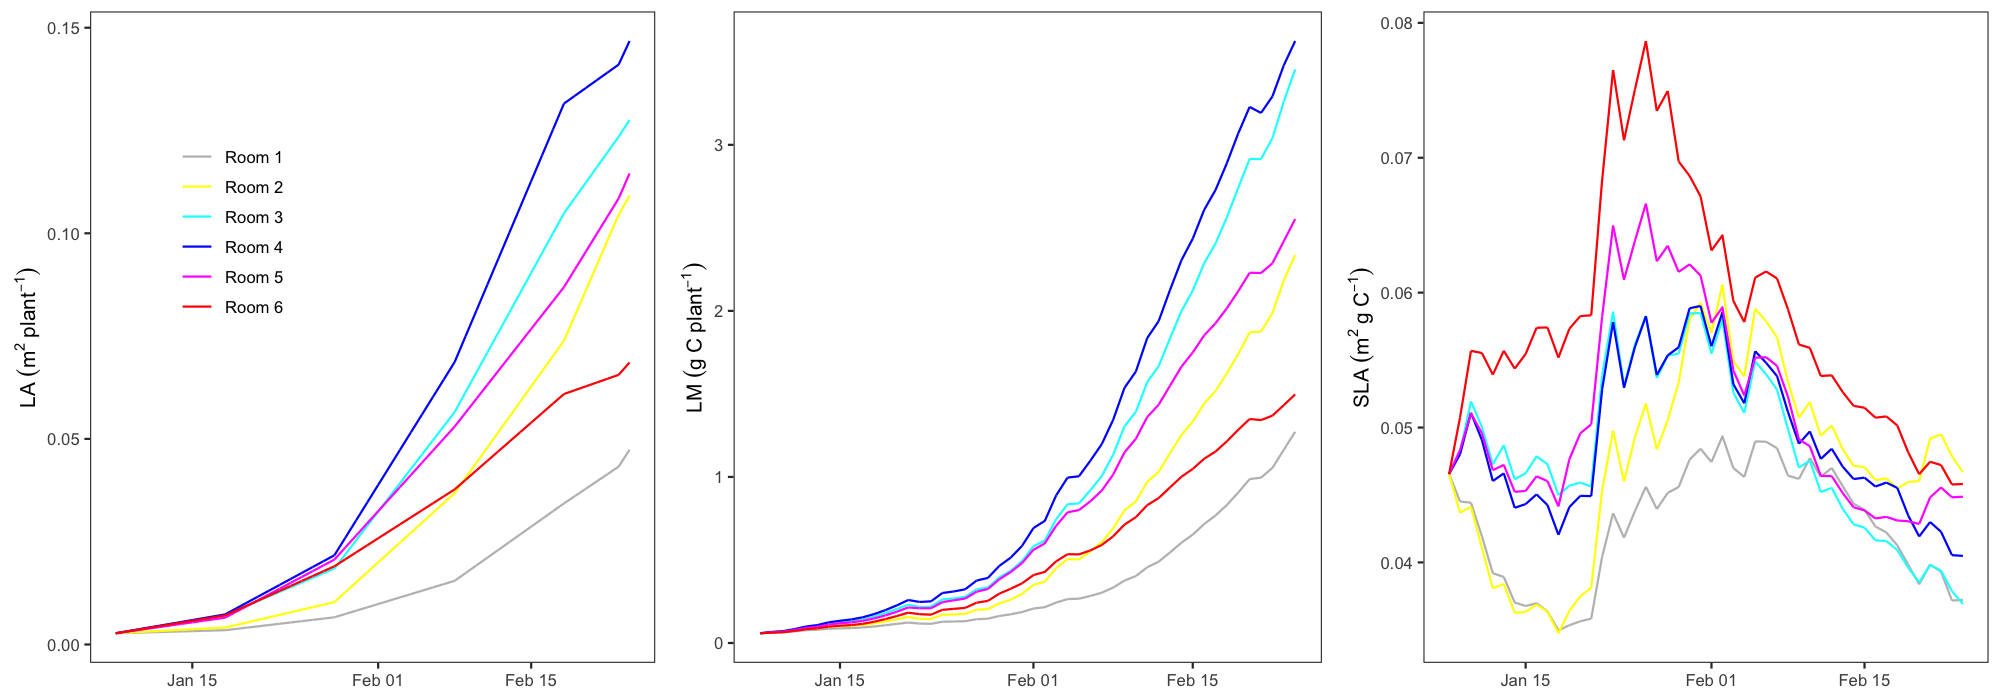 LA (m² plant⁻¹)
0.15
0.10
0.05
0.00
Room 1
Room 2
Room 3
Room 4
Room 5
Room 6
Jan 15
Feb 01
Feb 15
LM (g C plant⁻¹)
3
2
1
0
Jan 15
Feb 01
Feb 15
SLA (m² g C⁻¹)
0.08
0.07
0.06
0.05
0.04
Jan 15
Feb 01
Feb 15